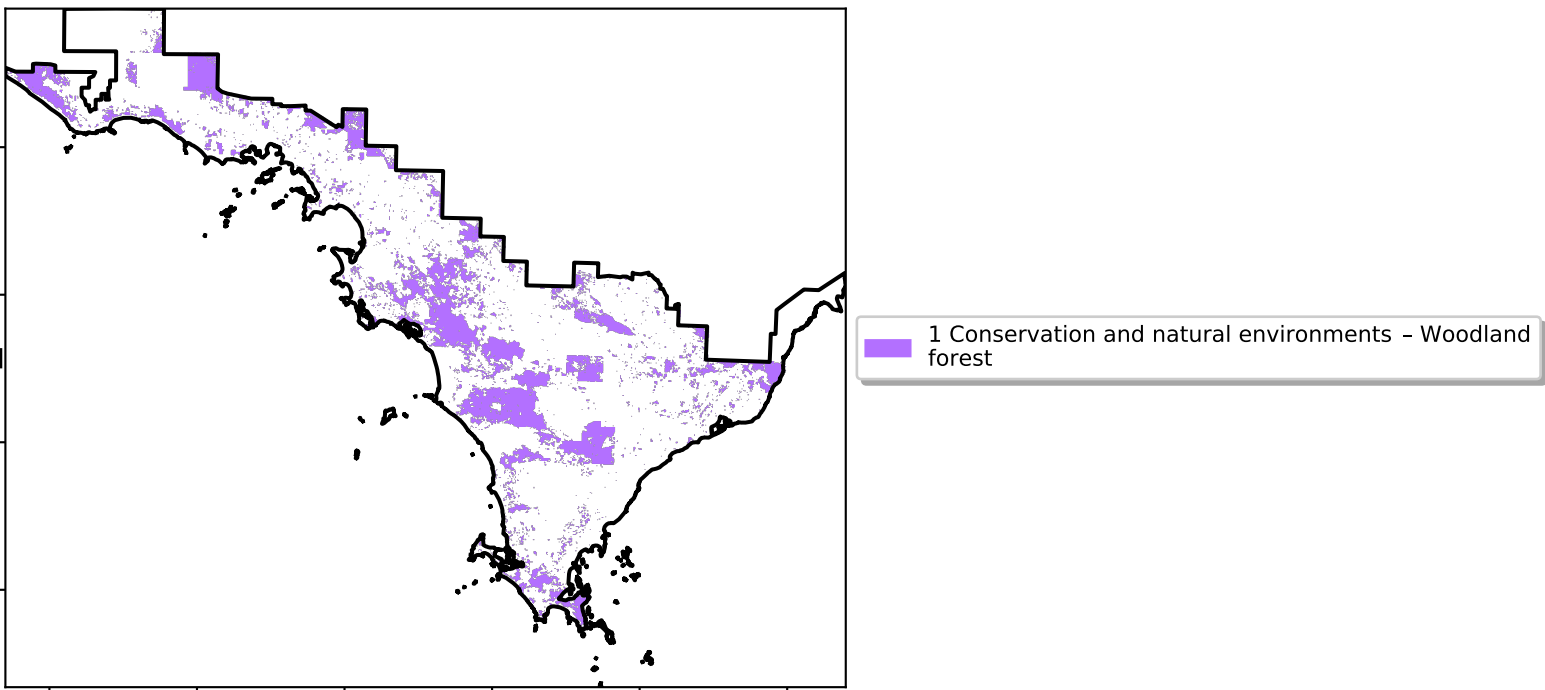 1 Conservation and natural environments – Woodland
forest